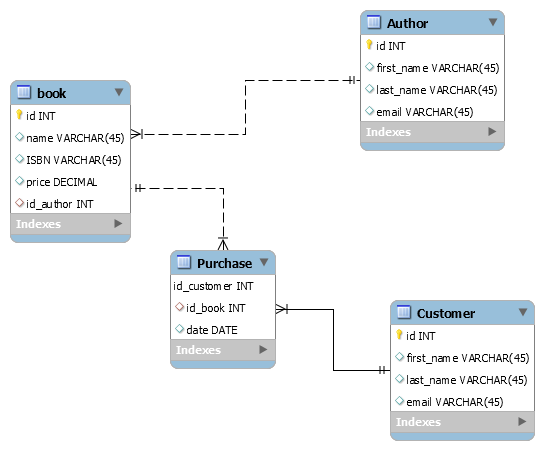 Author
id INT
first_name VARCHAR(45)
last_name VARCHAR(45)
email VARCHAR(45)
Indexes
book
id INT
name VARCHAR(45)
ISBN VARCHAR(45)
price DECIMAL
id_author INT
Indexes
Purchase
id_customer INT
id_book INT
date DATE
Indexes
Customer
id INT
first_name VARCHAR(45)
last_name VARCHAR(45)
email VARCHAR(45)
Indexes